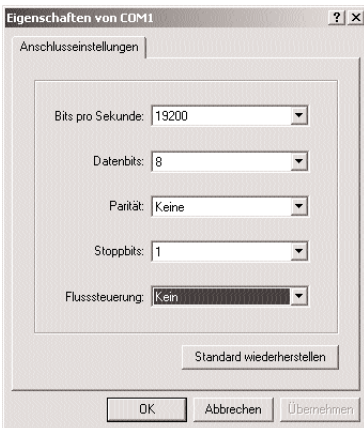 Eigenschaften von COM1
Anschlusseinstellungen
Bits pro Sekunde: 19200
Datenbits: 8
Parität: Keine
Stoppbits: 1
Flusssteuerung: Kein
Standard wiederherstellen
OK Abbrechen Übernehmen